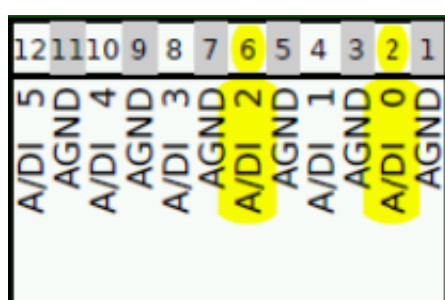 12 11 10 9 8 7 6 5 4 3 2 1
A/DI 5
AGND
A/DI 4
AGND
A/DI 3
AGND
A/DI 2
AGND
A/DI 1
AGND
A/DI 0
AGND